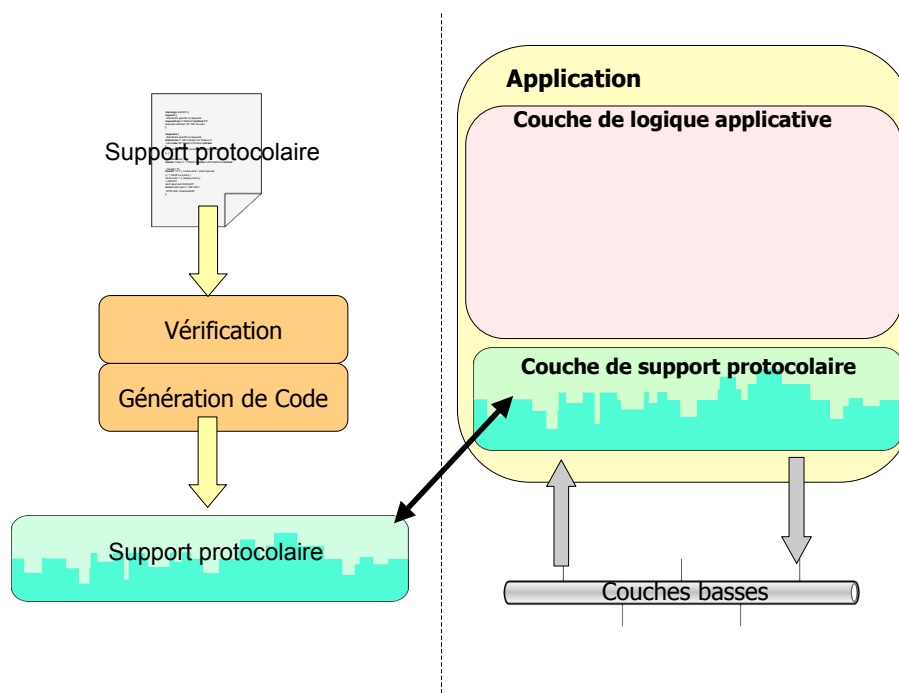 Support protocolaire
Vérification
Génération de Code
Support protocolaire
Application
Couche de logique applicative
Couche de support protocolaire
Couches basses